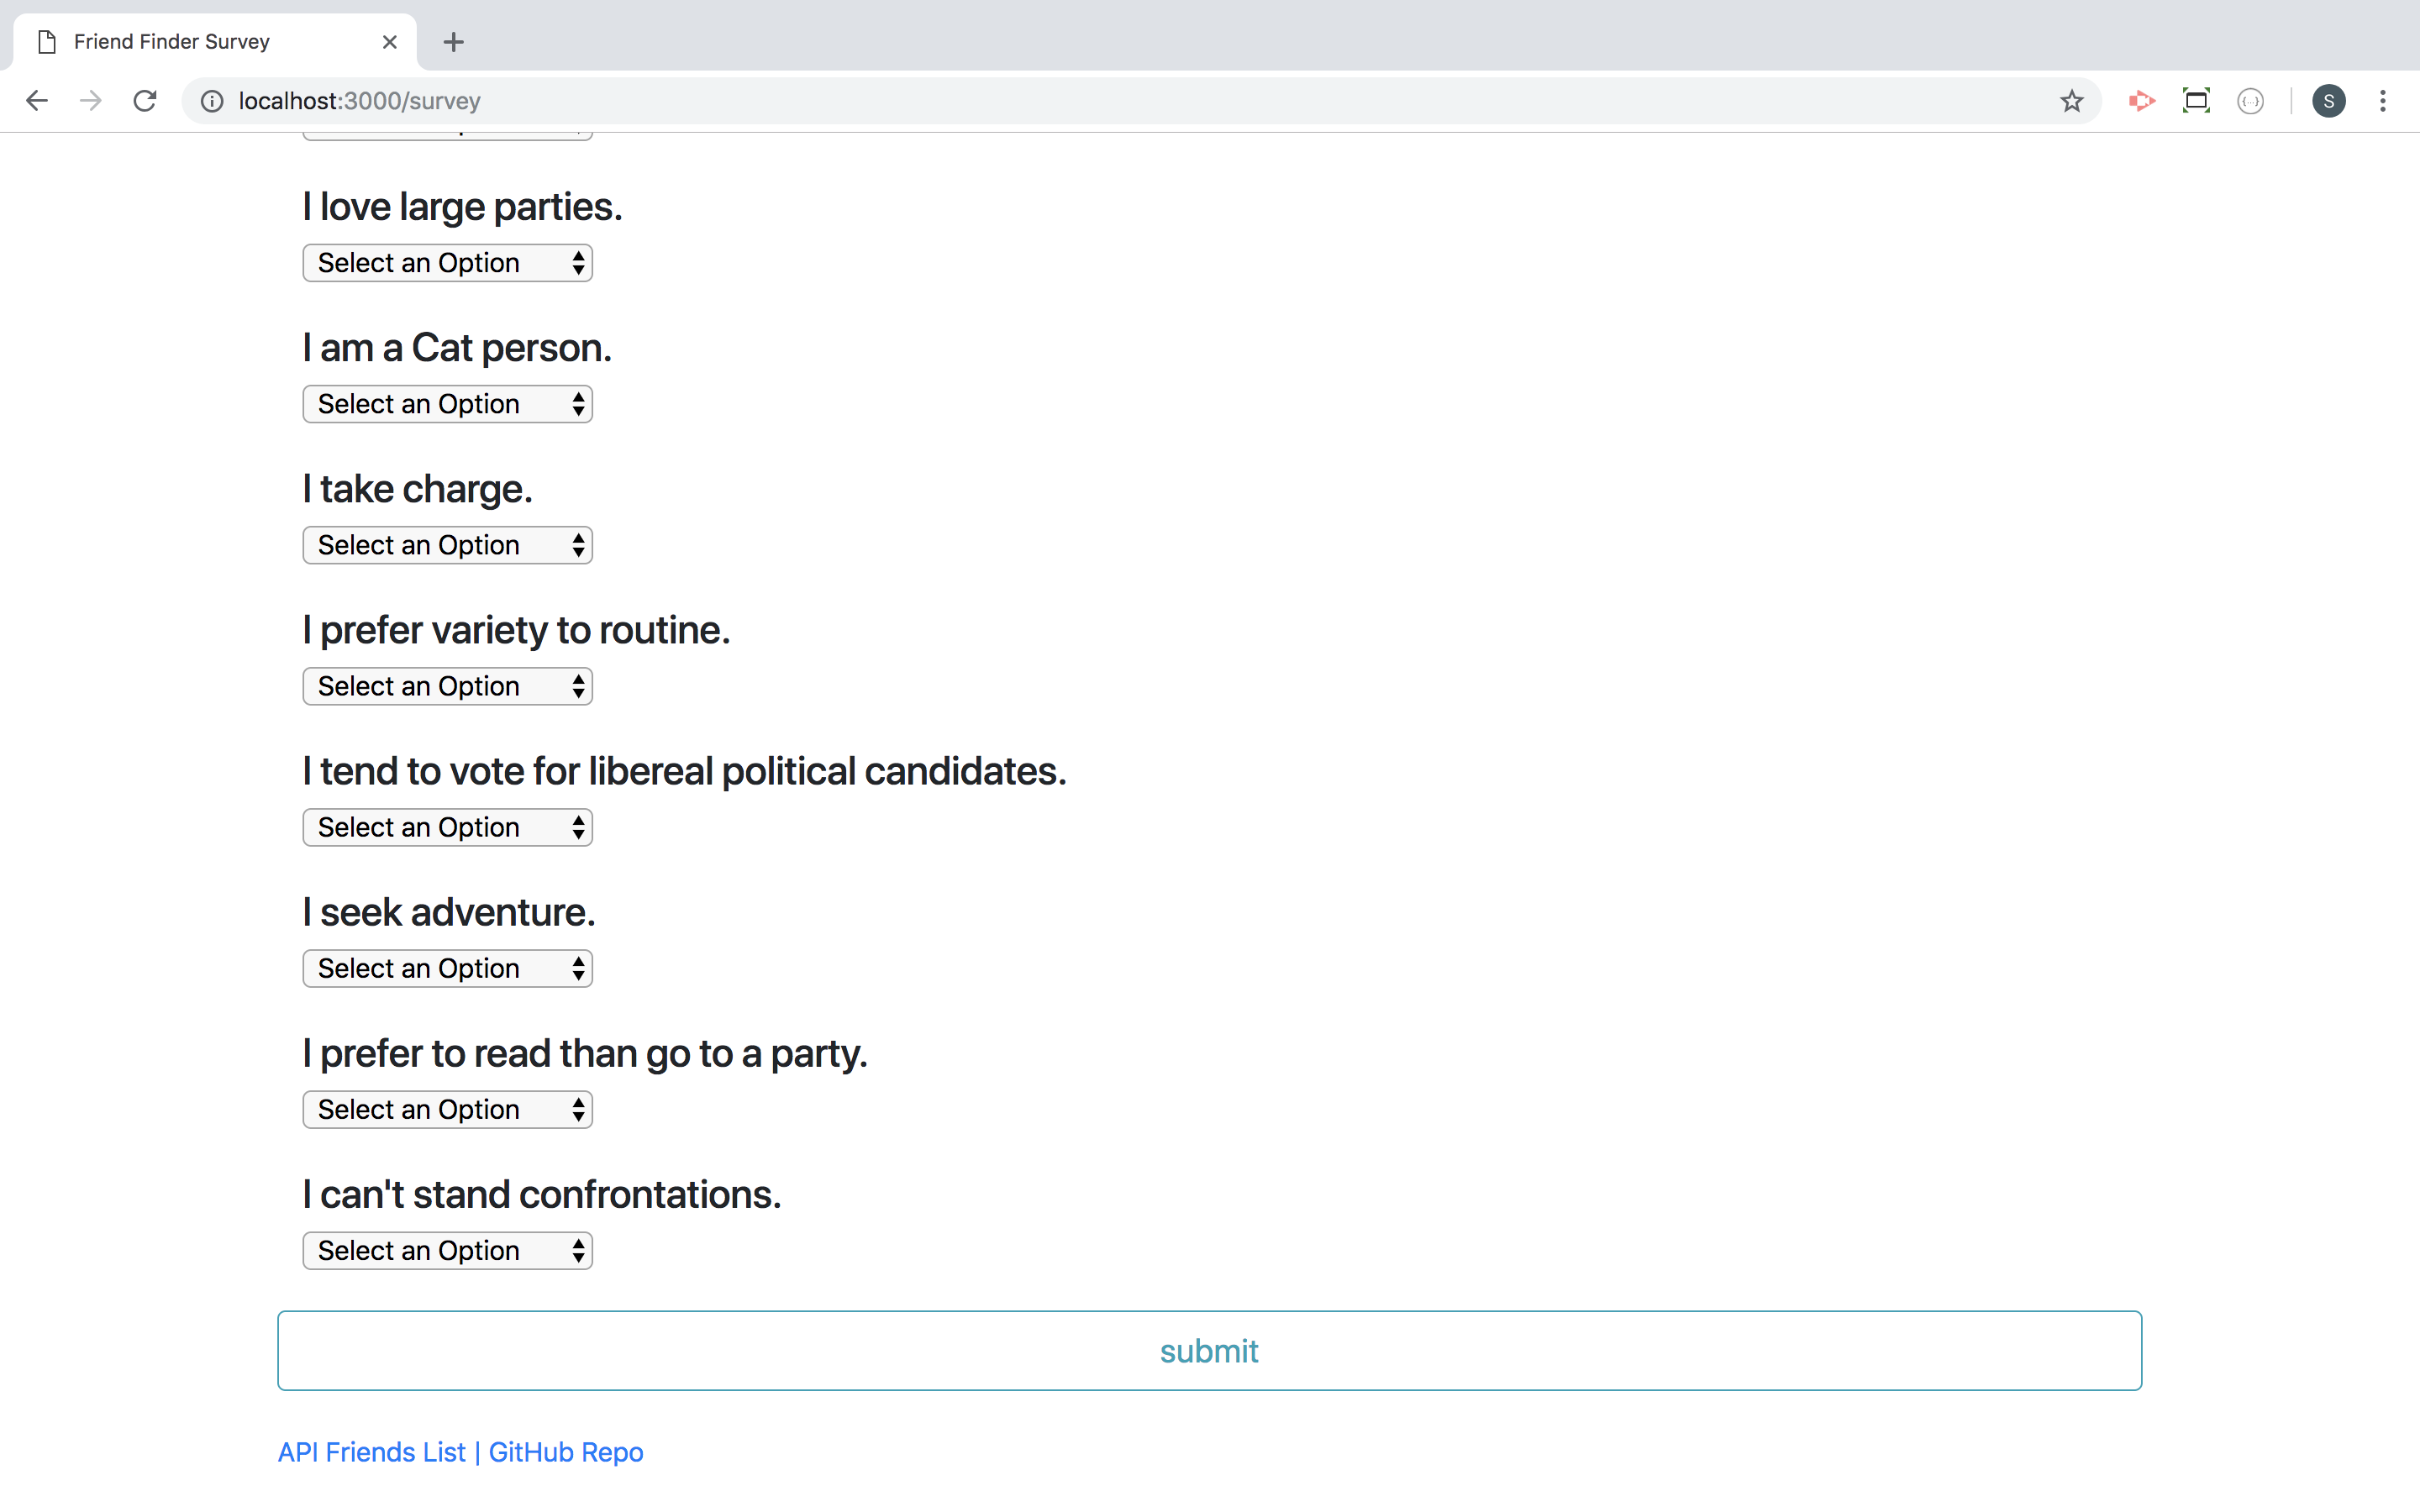 Friend Finder Survey
localhost:3000/survey
S
I love large parties.
Select an Option
I am a Cat person.
Select an Option
I take charge.
Select an Option
I prefer variety to routine.
Select an Option
I tend to vote for libereal political candidates.
Select an Option
I seek adventure.
Select an Option
I prefer to read than go to a party.
Select an Option
I can't stand confrontations.
Select an Option
submit
API Friends List | GitHub Repo